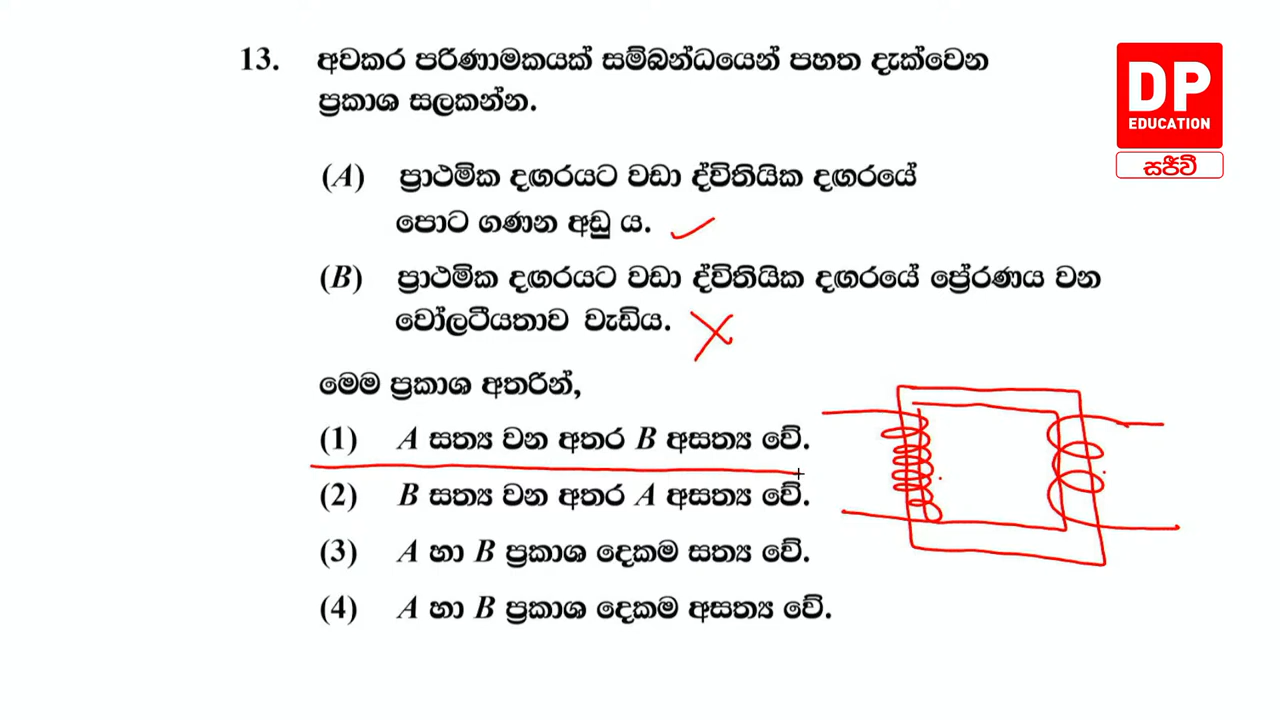 13. අවකර පරිණාමකයක් සම්බන්ධයෙන් පහත දැක්වෙන
ප්‍රකාශ සලකන්න.
DP
EDUCATION
සජීවී
(A) ප්‍රාථමික දඟරයට වඩා ද්විතියික දඟරයේ
පොට ගණන අඩු ය.
(B) ප්‍රාථමික දඟරයට වඩා ද්විතියික දඟරයේ ප්‍රේරණය වන
වෝලටීයතාව වැඩිය.
මෙම ප්‍රකාශ අතරින්,
(1) A සත්‍ය වන අතර B අසත්‍ය වේ.
(2) B සත්‍ය වන අතර A අසත්‍ය වේ.
(3) A හා B ප්‍රකාශ දෙකම සත්‍ය වේ.
(4) A හා B ප්‍රකාශ දෙකම අසත්‍ය වේ.